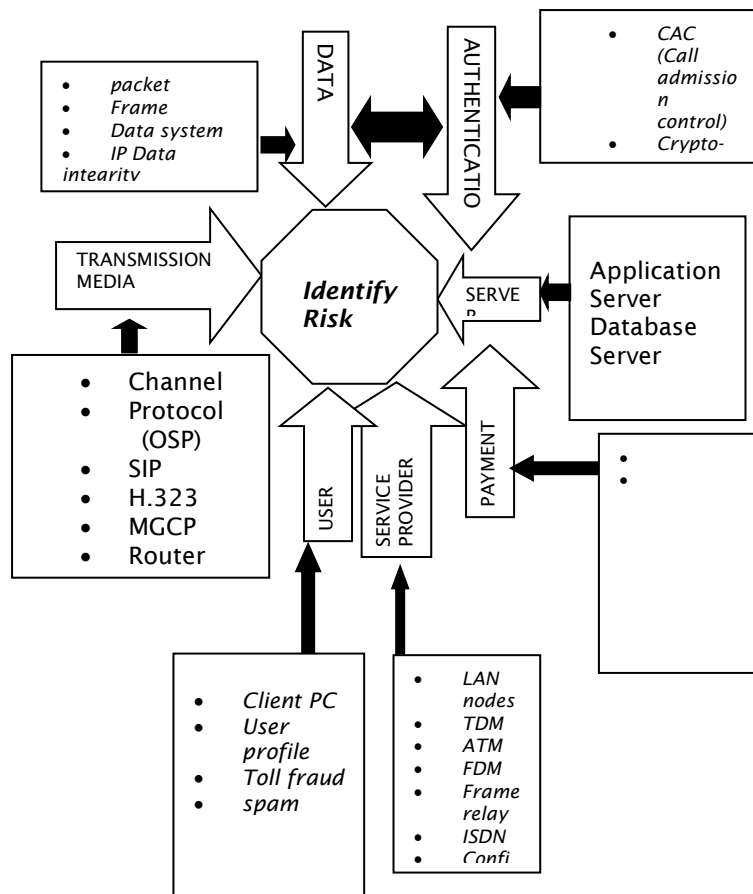 • packet
• Frame
• Data system
• IP Data
integrity
DATA
AUTHENTICATIO
• CAC
(Call
admissio
n
control)
• Crypto-
TRANSMISSION
MEDIA
Identify
Risk
SERVE
R
Application
Server
Database
Server
• Channel
• Protocol
(OSP)
• SIP
• H.323
• MGCP
• Router
USER
SERVICE
PROVIDER
PAYMENT
•
•
• Client PC
• User
profile
• Toll fraud
• spam
• LAN
nodes
• TDM
• ATM
• FDM
• Frame
relay
• ISDN
• Confi